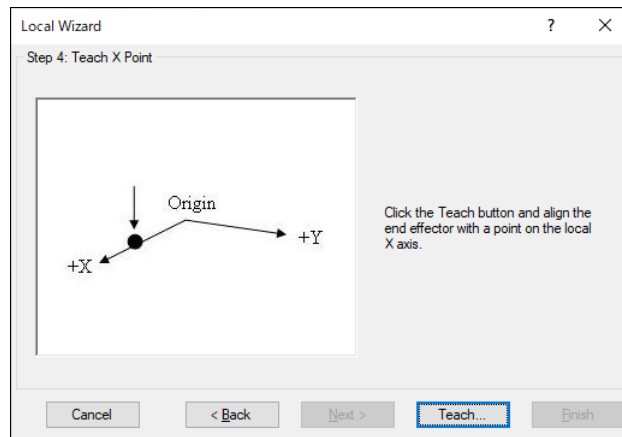 Local Wizard
?
Step 4: Teach X Point
Origin
+X
+Y
Click the Teach button and align the
end effector with a point on the local
X axis.
Cancel
< Back
Next >
Teach...
Finish